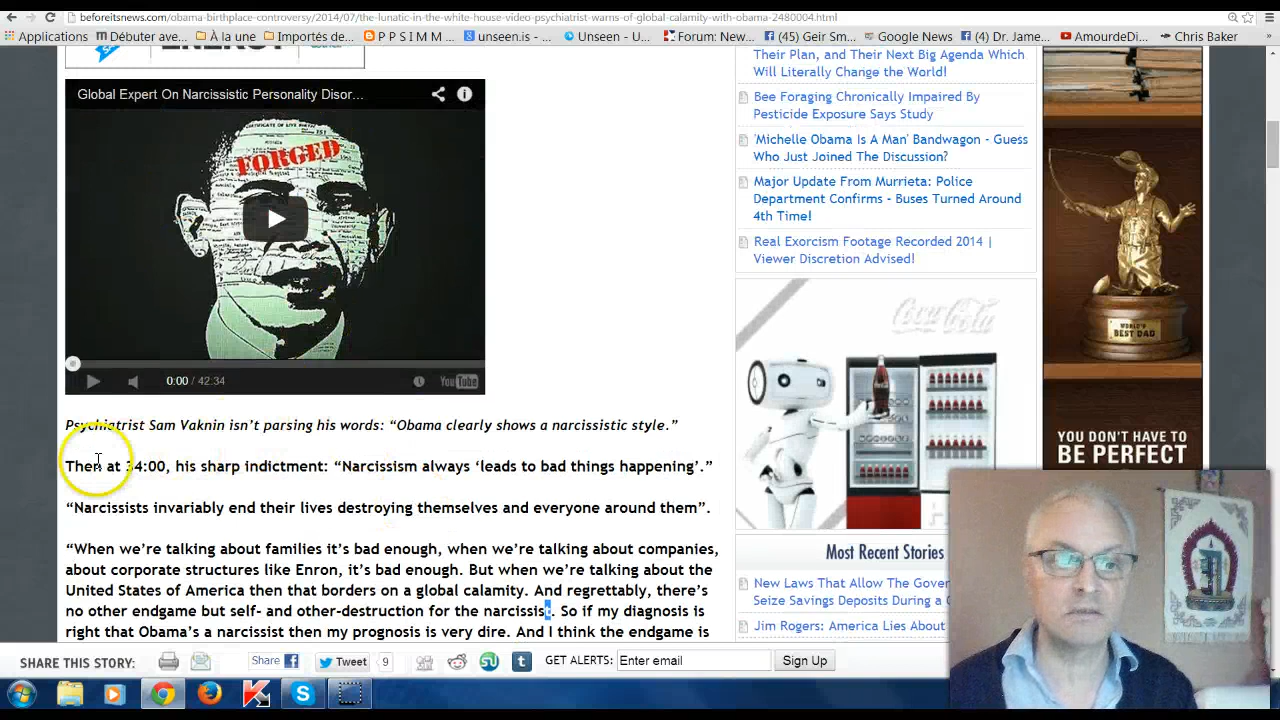 beforeitsnews.com/obama-birthplace-controversy/2014/07/the-lunatic-in-the-white-house-video-psychiatrist-warns-of-global-calamity-with-obama-2480004.html
Applications Débuter ave... À la une Importés de... P P S I M M ... unseen.is - ... Unseen - U... Forum: New... (45) Geir Sm... Google News (4) Dr. Jame... AmourdeDi... Chris Baker
Global Expert On Narcissistic Personality Disor...
FORGED
0:00 / 42:34
YouTube
Psychiatrist Sam Vaknin isn’t parsing his words: “Obama clearly shows a narcissistic style.”
Then at 34:00, his sharp indictment: “Narcissism always ‘leads to bad things happening’.”
“Narcissists invariably end their lives destroying themselves and everyone around them”.
“When we’re talking about families it’s bad enough, when we’re talking about companies,
about corporate structures like Enron, it’s bad enough. But when we’re talking about the
United States of America then that borders on a global calamity. And regrettably, there’s
no other endgame but self- and other-destruction for the narcissist. So if my diagnosis is
right that Obama’s a narcissist then my prognosis is very dire. And I think the endgame is
Their Plan, and Their Next Big Agenda Which
Will Literally Change the World!
Bee Foraging Chronically Impaired By
Pesticide Exposure Says Study
'Michelle Obama Is A Man' Bandwagon - Guess
Who Just Joined The Discussion?
Major Update From Murrieta: Police
Department Confirms - Buses Turned Around
4th Time!
Real Exorcism Footage Recorded 2014 |
Viewer Discretion Advised!
Coca-Cola
Most Recent Stories
New Laws That Allow The Gover
Seize Savings Deposits During a C
Jim Rogers: America Lies About
WORLD'S
BEST DAD
YOU DON'T HAVE TO
BE PERFECT
SHARE THIS STORY: Share Tweet 9 GET ALERTS: Enter email Sign Up